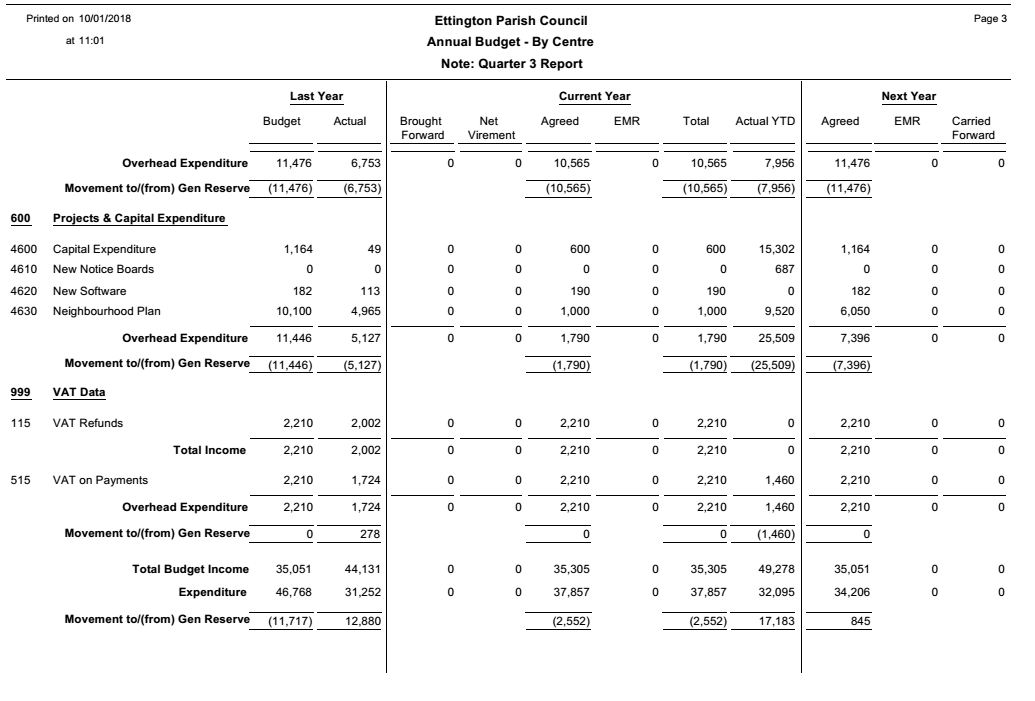 Printed on 10/01/2018 Ettington Parish Council Page 3
at 11:01 Annual Budget - By Centre
Note: Quarter 3 Report
Last Year Current Year Next Year
Budget Actual Brought Forward Net Virement Agreed EMR Total Actual YTD Agreed EMR Carried Forward
Overhead Expenditure 11,476 6,753 0 0 10,565 0 10,565 7,956 11,476 0 0
Movement to/(from) Gen Reserve (11,476) (6,753) (10,565) (10,565) (7,956) (11,476)
600 Projects & Capital Expenditure
4600 Capital Expenditure 1,164 49 0 0 600 0 600 15,302 1,164 0 0
4610 New Notice Boards 0 0 0 0 0 0 0 687 0 0 0
4620 New Software 182 113 0 0 190 0 190 0 182 0 0
4630 Neighbourhood Plan 10,100 4,965 0 0 1,000 0 1,000 9,520 6,050 0 0
Overhead Expenditure 11,446 5,127 0 0 1,790 0 1,790 25,509 7,396 0 0
Movement to/(from) Gen Reserve (11,446) (5,127) (1,790) (1,790) (25,509) (7,396)
999 VAT Data
115 VAT Refunds 2,210 2,002 0 0 2,210 0 2,210 0 2,210 0 0
Total Income 2,210 2,002 0 0 2,210 0 2,210 0 2,210 0 0
515 VAT on Payments 2,210 1,724 0 0 2,210 0 2,210 1,460 2,210 0 0
Overhead Expenditure 2,210 1,724 0 0 2,210 0 2,210 1,460 2,210 0 0
Movement to/(from) Gen Reserve 0 278 0 0 (1,460) 0
Total Budget Income 35,051 44,131 0 0 35,305 0 35,305 49,278 35,051 0 0
Expenditure 46,768 31,252 0 0 37,857 0 37,857 32,095 34,206 0 0
Movement to/(from) Gen Reserve (11,717) 12,880 (2,552) (2,552) 17,183 845